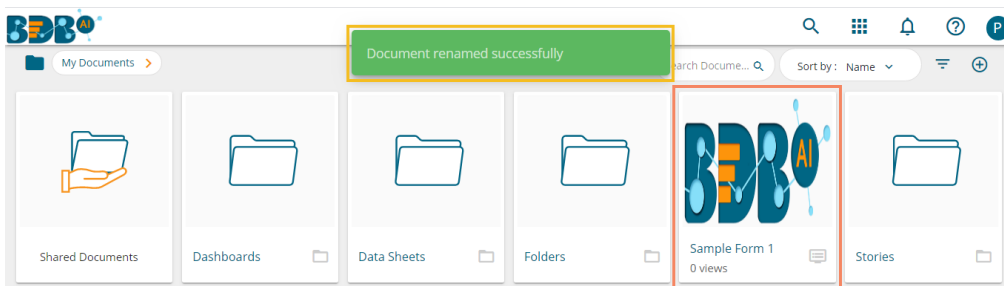 BDB AI
Document renamed successfully
P
My Documents >
earch Docume...
Sort by : Name
BDB AI
Shared Documents
Dashboards
Data Sheets
Folders
Sample Form 1
0 views
Stories